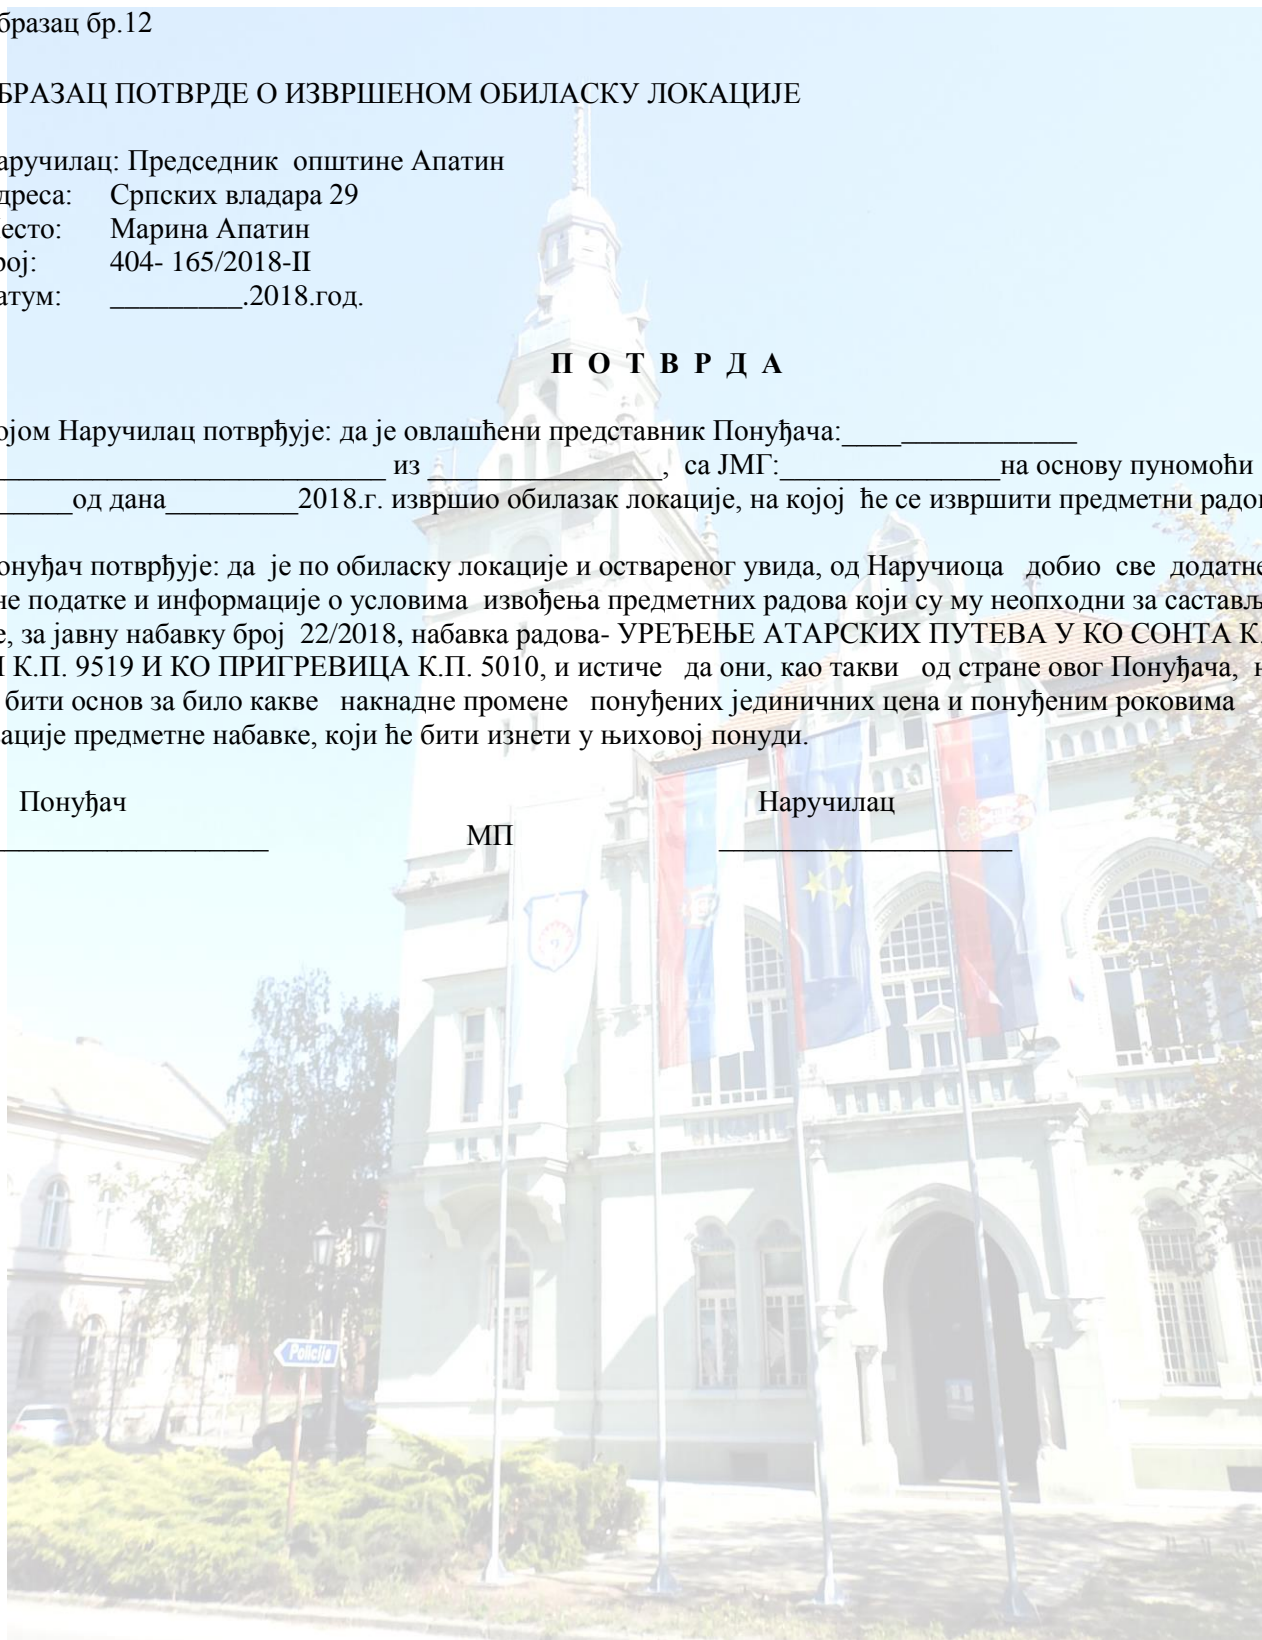 бразац бр.12
БРАЗАЦ ПОТВРДЕ О ИЗВРШЕНОМ ОБИЛАСКУ ЛОКАЦИЈЕ
аручилац: Председник општине Апатин
дреса: Српских владара 29
есто: Марина Апатин
рој: 404- 165/2018-II
атум: _________.2018.год.
П О Т В Р Д А
ојом Наручилац потврђује: да је овлашћени представник Понуђача:________________
___________________________ из ________________, са ЈМГ:_______________на основу пуномоћи
_____од дана_________2018.г. извршио обилазак локације, на којој ће се извршити предметни радов
онуђач потврђује: да је по обиласку локације и оствареног увида, од Наручиоца добио све додатне
не податке и информације о условима извођења предметних радова који су му неопходни за састављ
е, за јавну набавку број 22/2018, набавка радова- УРЕЂЕЊЕ АТАРСКИХ ПУТЕВА У КО СОНТА К.
И К.П. 9519 И КО ПРИГРЕВИЦА К.П. 5010, и истиче да они, као такви од стране овог Понуђача, н
бити основ за било какве накнадне промене понуђених јединичних цена и понуђеним роковима
ације предметне набавке, који ће бити изнети у њиховој понуди.
Понуђач Наручилац
___________________ МП ____________________
Policija